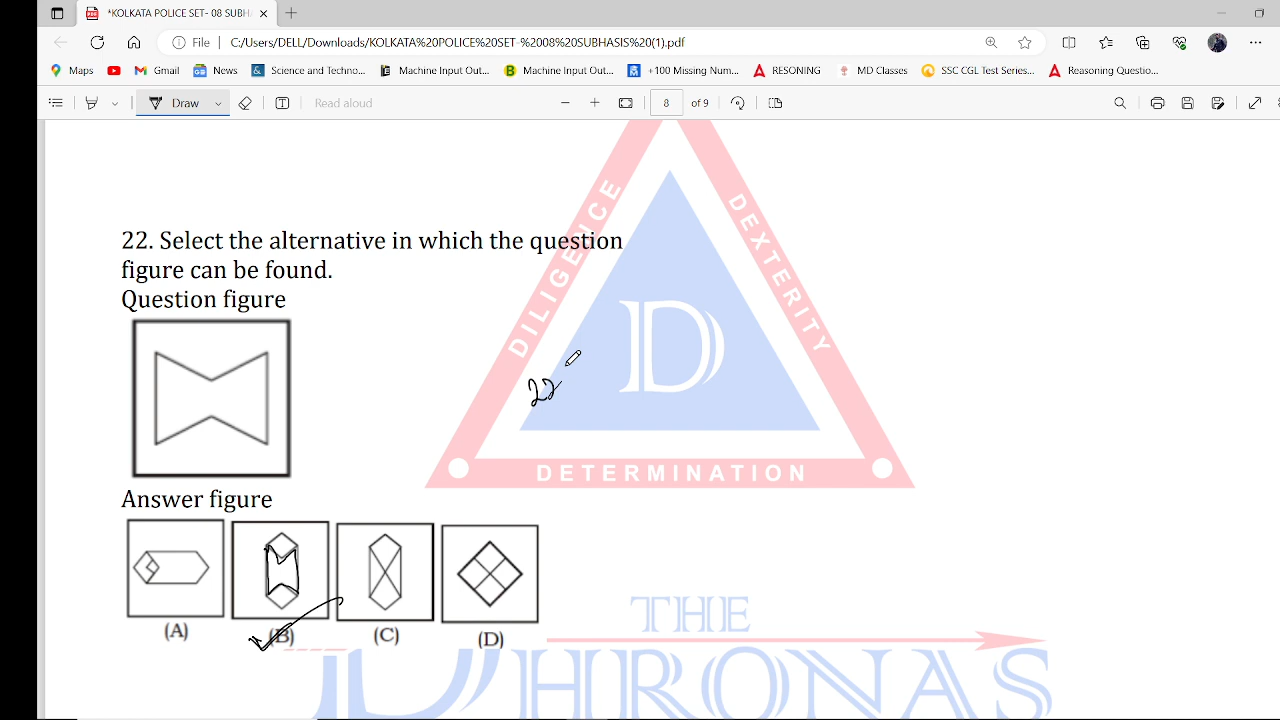 *KOLKATA POLICE SET- 08 SUBH
File C:/Users/DELL/Downloads/KOLKATA%20POLICE%20SET-%2008%20SUBHASIS%20(1).pdf
Maps Gmail News Science and Techno... Machine Input Out... Machine Input Out... +100 Missing Num... RESONING MD Classes SSC CGL Test Series... Reasoning Questio...
Draw Read aloud 8 of 9
22. Select the alternative in which the question
figure can be found.
Question figure
22
Answer figure
(A) (B) (C) (D)
DILIGENCE
DEXTERITY
D
DETERMINATION
THE
DHRONAS